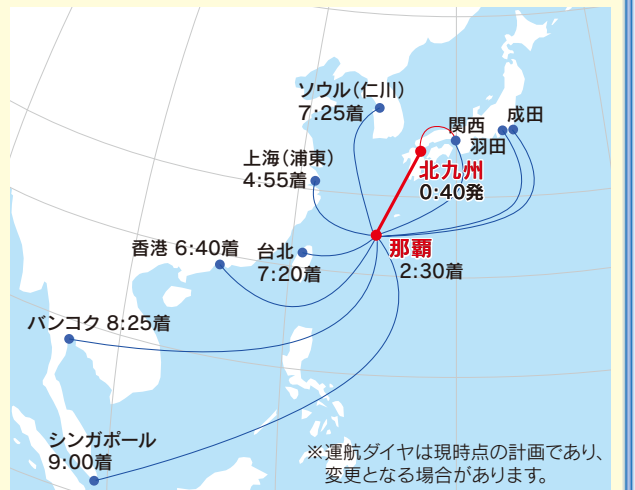 ソウル(仁川)
7:25着
成田
関西
羽田
上海(浦東)
4:55着
北九州
0:40発
香港 6:40着
台北
7:20着
那覇
2:30着
バンコク 8:25着
シンガポール
9:00着
※運航ダイヤは現時点の計画であり、
変更となる場合があります。